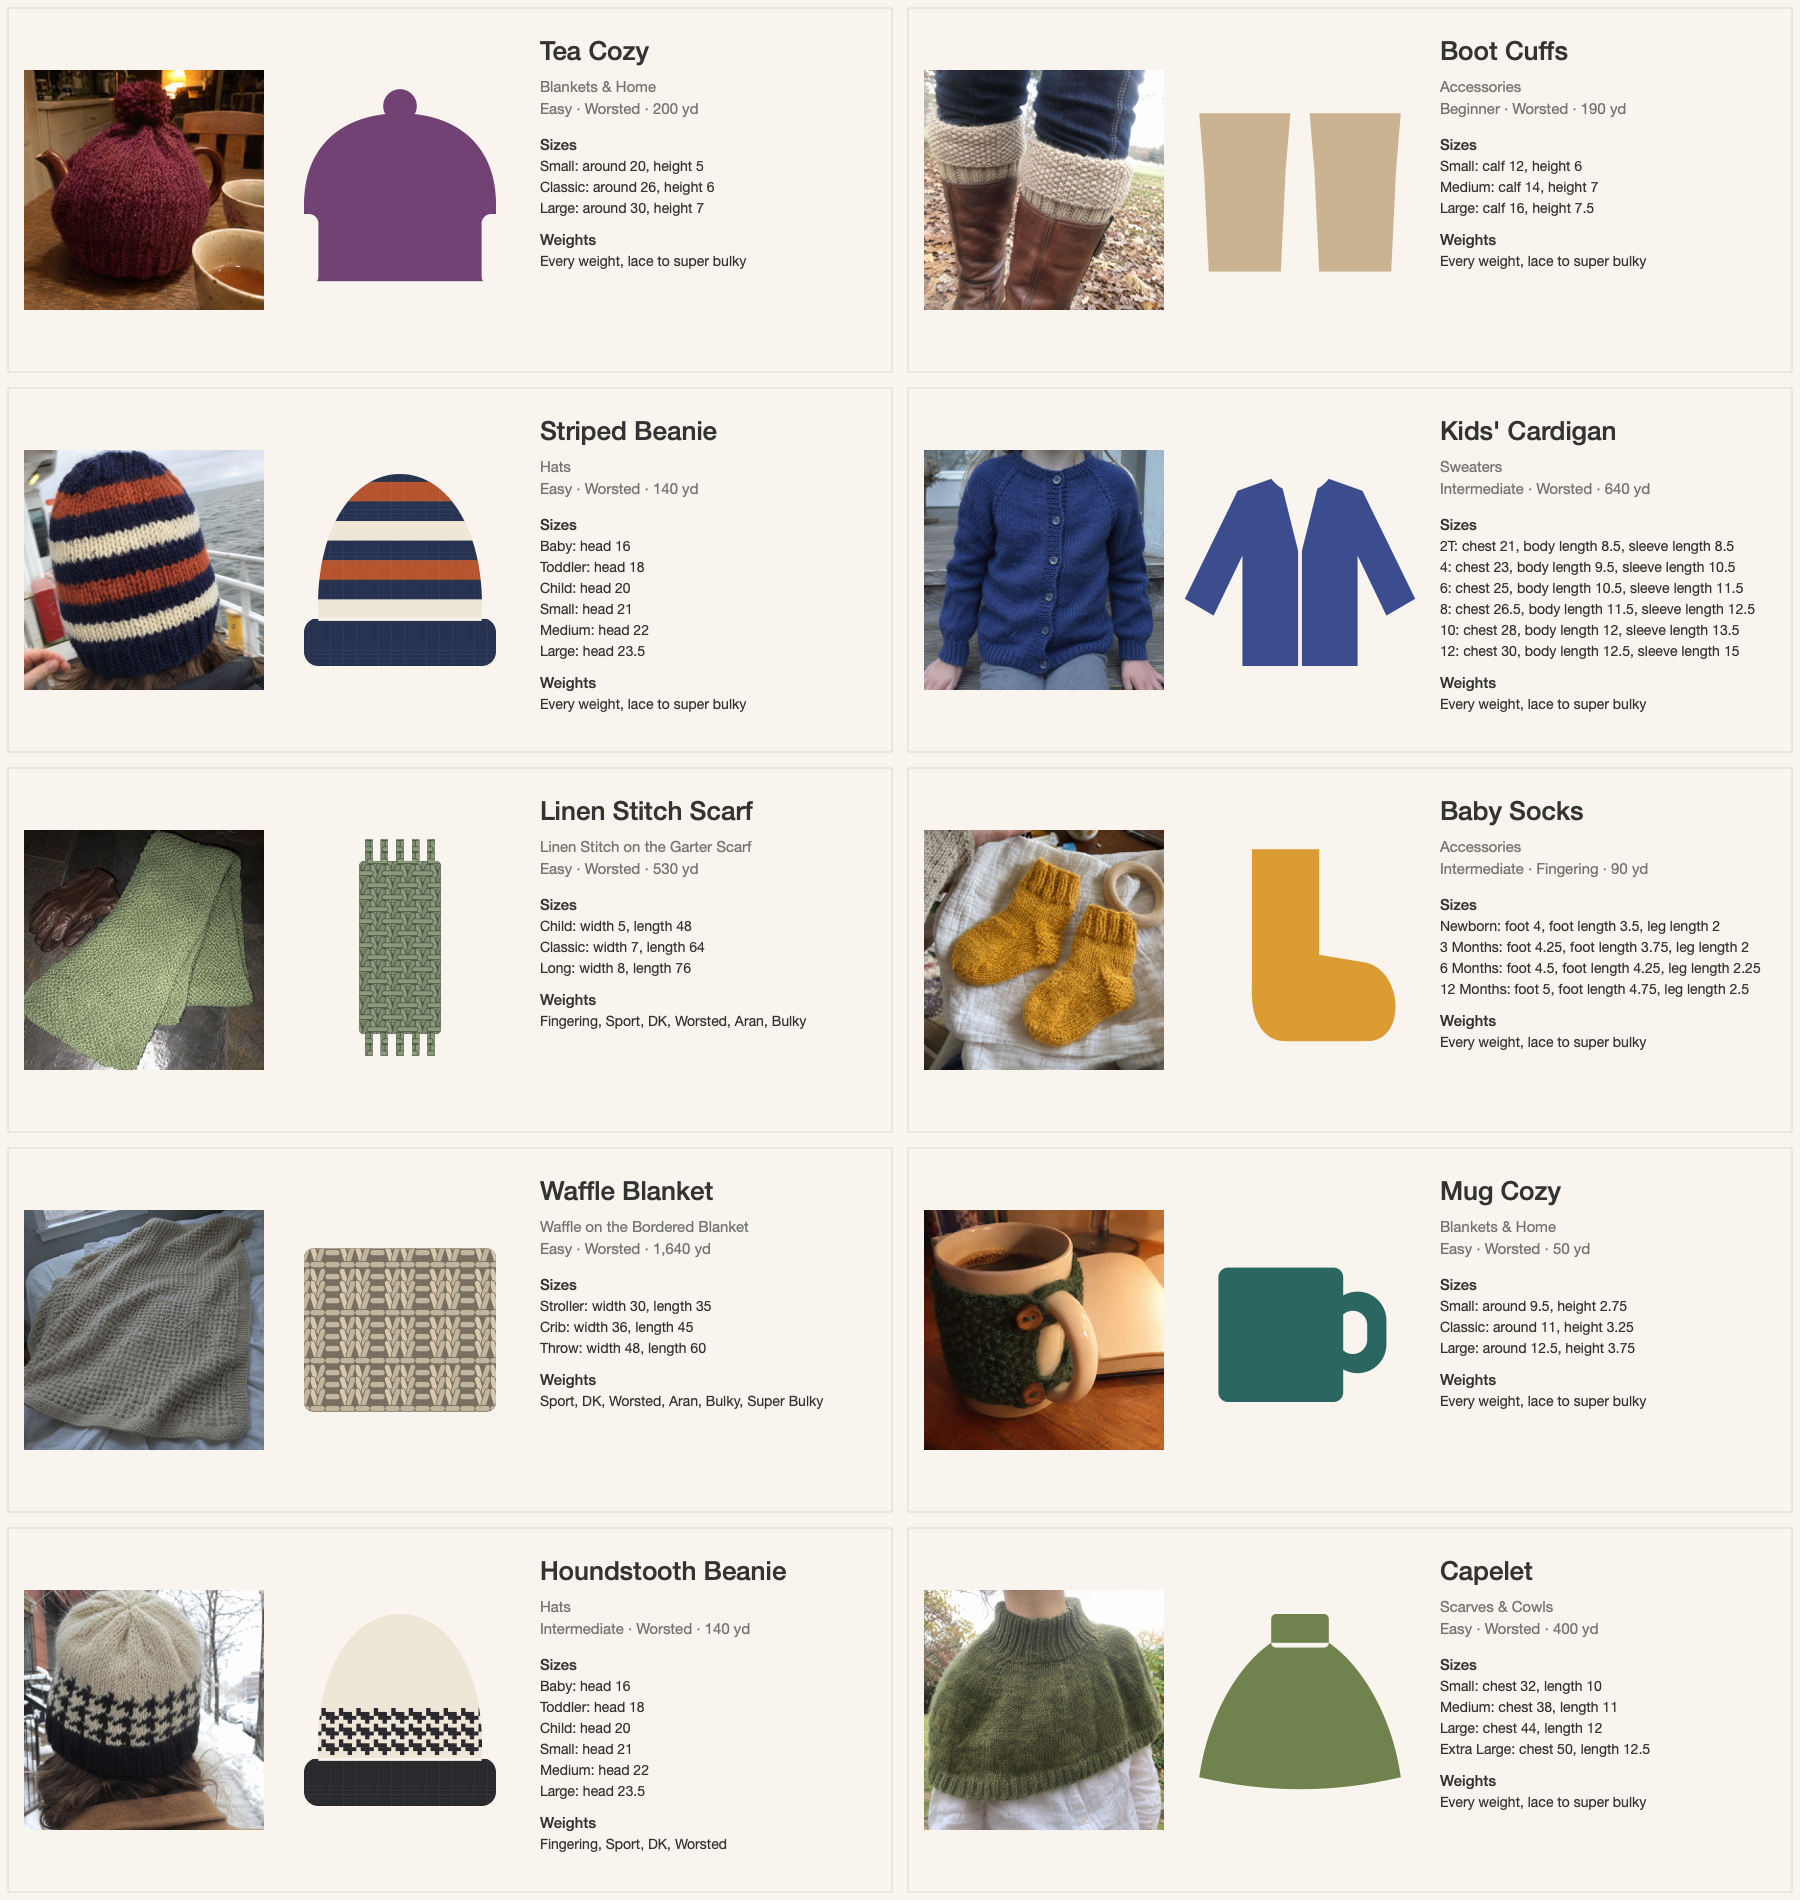 Tea Cozy
Blankets & Home
Easy · Worsted · 200 yd
Sizes
Small: around 20, height 5
Classic: around 26, height 6
Large: around 30, height 7
Weights
Every weight, lace to super bulky
Boot Cuffs
Accessories
Beginner · Worsted · 190 yd
Sizes
Small: calf 12, height 6
Medium: calf 14, height 7
Large: calf 16, height 7.5
Weights
Every weight, lace to super bulky
Striped Beanie
Hats
Easy · Worsted · 140 yd
Sizes
Baby: head 16
Toddler: head 18
Child: head 20
Small: head 21
Medium: head 22
Large: head 23.5
Weights
Every weight, lace to super bulky
Kids' Cardigan
Sweaters
Intermediate · Worsted · 640 yd
Sizes
2T: chest 21, body length 8.5, sleeve length 8.5
4: chest 23, body length 9.5, sleeve length 10.5
6: chest 25, body length 10.5, sleeve length 11.5
8: chest 26.5, body length 11.5, sleeve length 12.5
10: chest 28, body length 12, sleeve length 13.5
12: chest 30, body length 12.5, sleeve length 15
Weights
Every weight, lace to super bulky
Linen Stitch Scarf
Linen Stitch on the Garter Scarf
Easy · Worsted · 530 yd
Sizes
Child: width 5, length 48
Classic: width 7, length 64
Long: width 8, length 76
Weights
Fingering, Sport, DK, Worsted, Aran, Bulky
Baby Socks
Accessories
Intermediate · Fingering · 90 yd
Sizes
Newborn: foot 4, foot length 3.5, leg length 2
3 Months: foot 4.25, foot length 3.75, leg length 2
6 Months: foot 4.5, foot length 4.25, leg length 2.25
12 Months: foot 5, foot length 4.75, leg length 2.5
Weights
Every weight, lace to super bulky
Waffle Blanket
Waffle on the Bordered Blanket
Easy · Worsted · 1,640 yd
Sizes
Stroller: width 30, length 35
Crib: width 36, length 45
Throw: width 48, length 60
Weights
Sport, DK, Worsted, Aran, Bulky, Super Bulky
Mug Cozy
Blankets & Home
Easy · Worsted · 50 yd
Sizes
Small: around 9.5, height 2.75
Classic: around 11, height 3.25
Large: around 12.5, height 3.75
Weights
Every weight, lace to super bulky
Houndstooth Beanie
Hats
Intermediate · Worsted · 140 yd
Sizes
Baby: head 16
Toddler: head 18
Child: head 20
Small: head 21
Medium: head 22
Large: head 23.5
Weights
Fingering, Sport, DK, Worsted
Capelet
Scarves & Cowls
Easy · Worsted · 400 yd
Sizes
Small: chest 32, length 10
Medium: chest 38, length 11
Large: chest 44, length 12
Extra Large: chest 50, length 12.5
Weights
Every weight, lace to super bulky